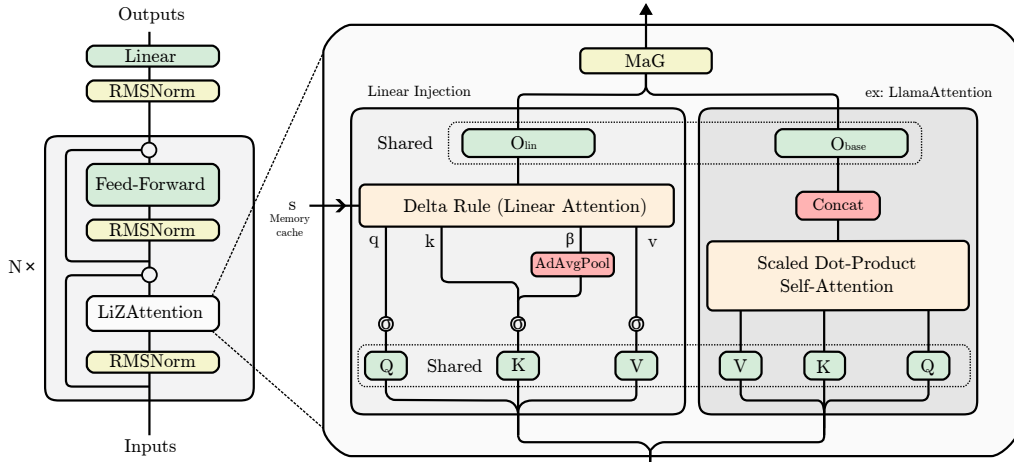 Outputs
Linear
RMSNorm
Feed-Forward
RMSNorm
N×
LiZAttention
RMSNorm
Inputs
MaG
Linear Injection
ex: LlamaAttention
Shared
Olin
Obase
s
Memory
cache
Delta Rule (Linear Attention)
Concat
q
k
β
v
AdAvgPool
Scaled Dot-Product
Self-Attention
σ
σ
σ
Q
Shared
K
V
V
K
Q